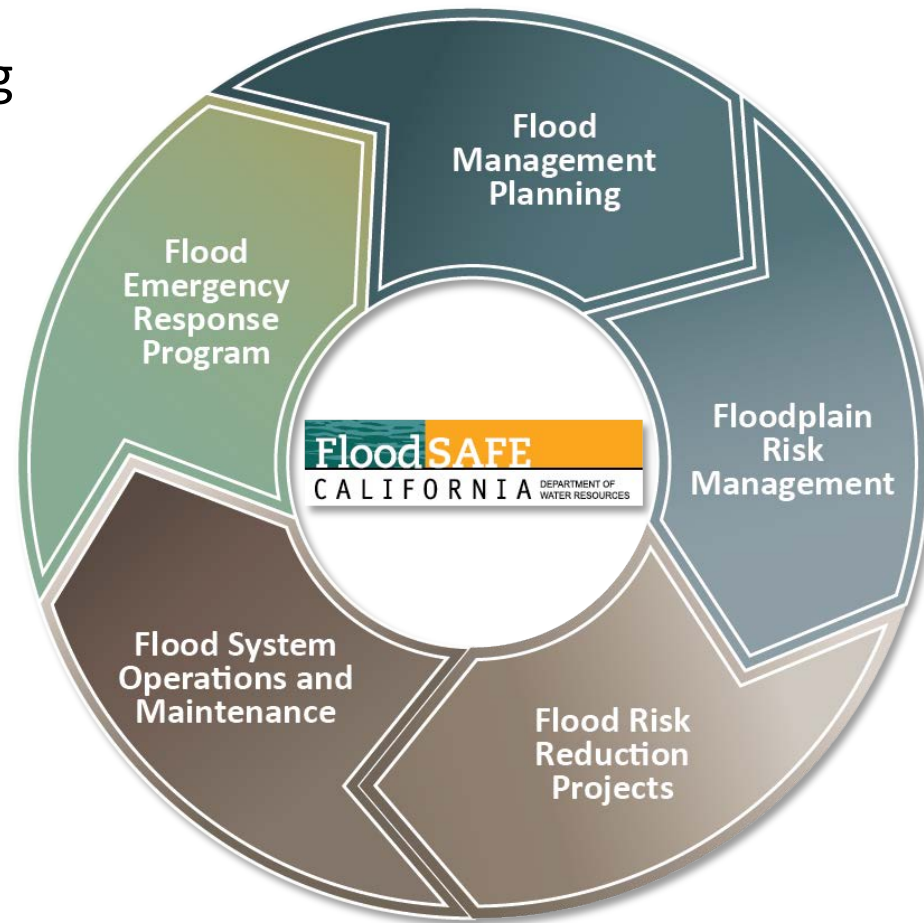 g
Flood
Management
Planning
Floodplain
Risk
Management
Flood Risk
Reduction
Projects
Flood System
Operations and
Maintenance
Flood
Emergency
Response
Program
FloodSAFE
CALIFORNIA DEPARTMENT OF
WATER RESOURCES